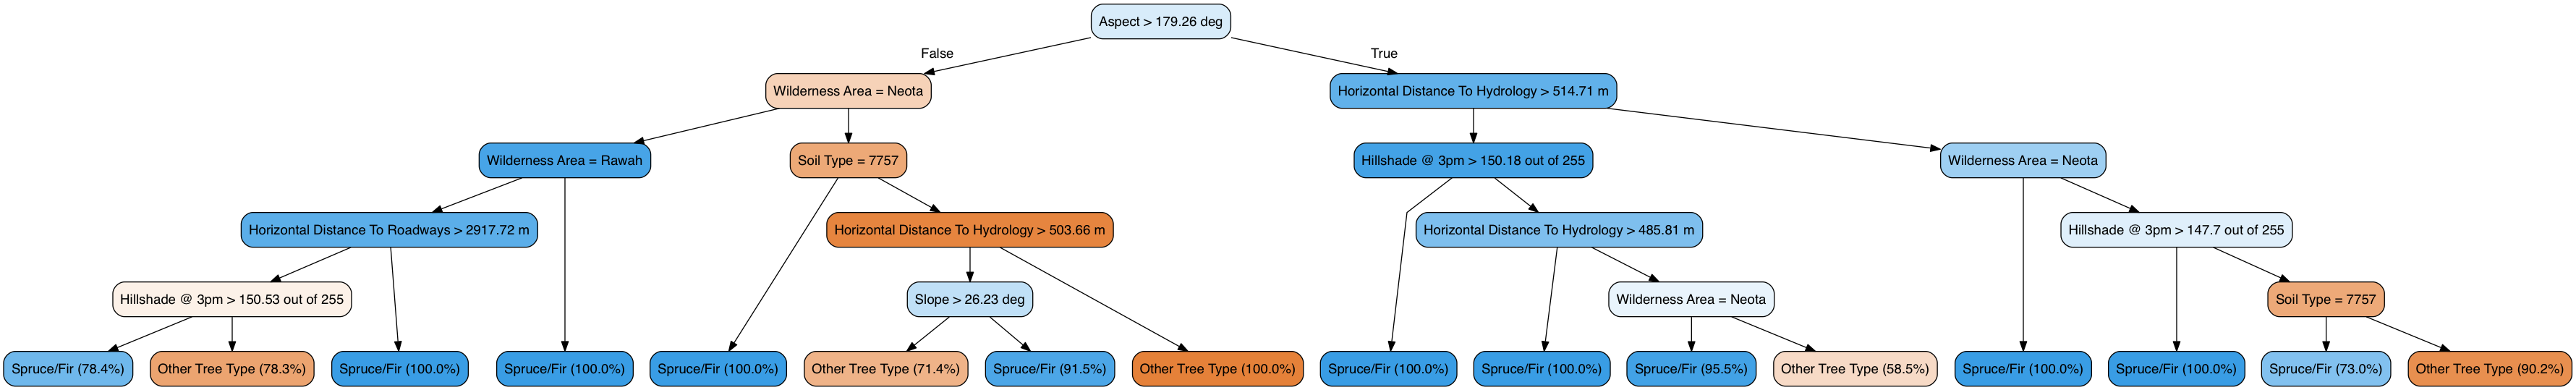 Aspect > 179.26 deg
False
True
Wilderness Area = Neota
Horizontal Distance To Hydrology > 514.71 m
Wilderness Area = Rawah
Soil Type = 7757
Hillshade @ 3pm > 150.18 out of 255
Wilderness Area = Neota
Horizontal Distance To Roadways > 2917.72 m
Horizontal Distance To Hydrology > 503.66 m
Horizontal Distance To Hydrology > 485.81 m
Hillshade @ 3pm > 147.7 out of 255
Hillshade @ 3pm > 150.53 out of 255
Slope > 26.23 deg
Wilderness Area = Neota
Soil Type = 7757
Spruce/Fir (78.4%)
Other Tree Type (78.3%)
Spruce/Fir (100.0%)
Spruce/Fir (100.0%)
Spruce/Fir (100.0%)
Other Tree Type (71.4%)
Spruce/Fir (91.5%)
Other Tree Type (100.0%)
Spruce/Fir (100.0%)
Spruce/Fir (100.0%)
Spruce/Fir (95.5%)
Other Tree Type (58.5%)
Spruce/Fir (100.0%)
Spruce/Fir (100.0%)
Spruce/Fir (73.0%)
Other Tree Type (90.2%)